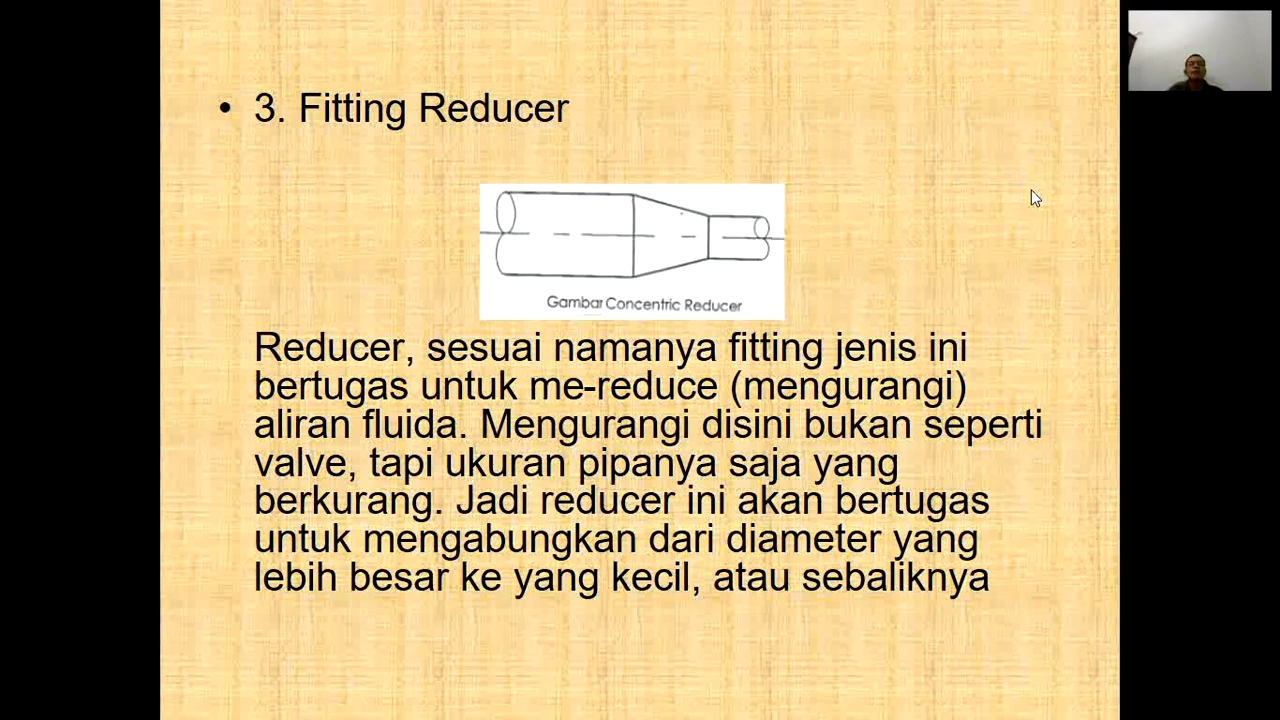 • 3. Fitting Reducer
Gambar Concentric Reducer
Reducer, sesuai namanya fitting jenis ini
bertugas untuk me-reduce (mengurangi)
aliran fluida. Mengurangi disini bukan seperti
valve, tapi ukuran pipanya saja yang
berkurang. Jadi reducer ini akan bertugas
untuk mengabungkan dari diameter yang
lebih besar ke yang kecil, atau sebaliknya